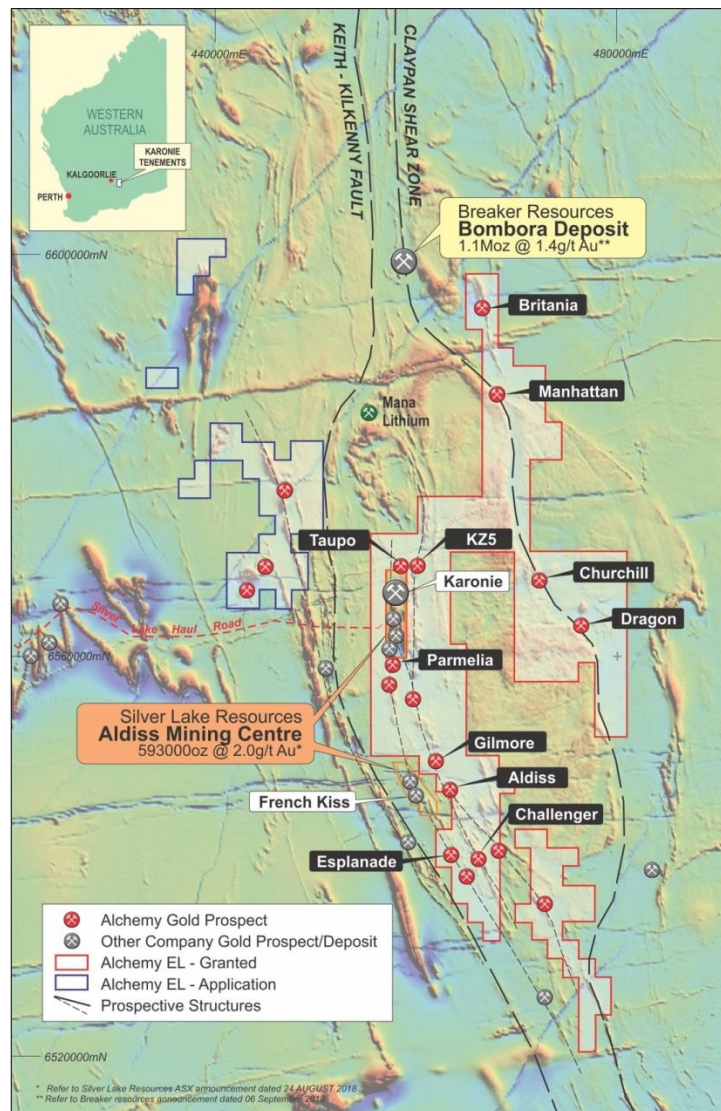 440000mE
480000mE
WESTERN
AUSTRALIA
KARONIE
TENEMENTS
KALGOORLIE
PERTH
KEITH - KILKENNY FAULT
CLAYPAN SHEAR ZONE
Breaker Resources
Bombora Deposit
1.1Moz @ 1.4g/t Au**
6600000mN
Britania
Manhattan
Mana
Lithium
Taupo
KZ5
Karonie
Churchill
Dragon
Silver Lake Haul Road
6560000mN
Parmelia
Silver Lake Resources
Aldiss Mining Centre
593000oz @ 2.0g/t Au*
Gilmore
Aldiss
French Kiss
Challenger
Esplanade
Alchemy Gold Prospect
Other Company Gold Prospect/Deposit
Alchemy EL - Granted
Alchemy EL - Application
Prospective Structures
6520000mN
* Refer to Silver Lake Resources ASX announcement dated 24 AUGUST 2018
** Refer to Breaker resources announcement dated 06 September 2019